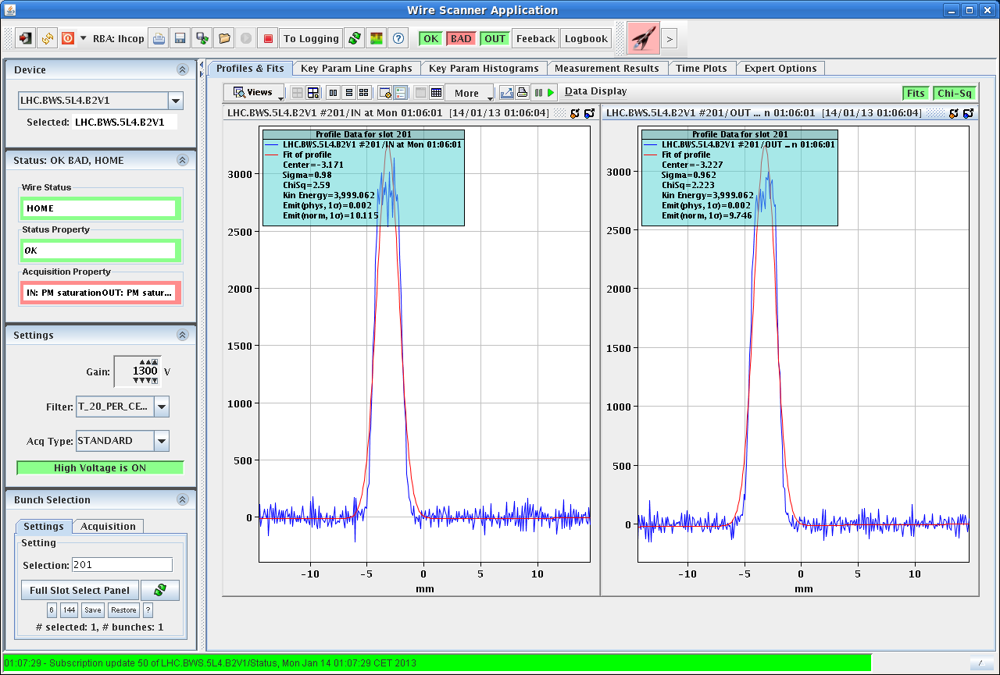 Wire Scanner Application
RBA: lhcop
To Logging
OK
BAD
OUT
Feeback
Logbook
>
Device
LHC.BWS.5L4.B2V1
Selected: LHC.BWS.5L4.B2V1
Status: OK BAD, HOME
Wire Status
HOME
Status Property
OK
Acquisition Property
IN: PM saturationOUT: PM satur...
Settings
Gain: 1300 V
Filter: T_20_PER_CE...
Acq Type: STANDARD
High Voltage is ON
Bunch Selection
Settings
Acquisition
Setting
Selection: 201
Full Slot Select Panel
6
144
Save
Restore
?
# selected: 1, # bunches: 1
Profiles & Fits
Key Param Line Graphs
Key Param Histograms
Measurement Results
Time Plots
Expert Options
Views
More
Data Display
Fits
Chi-Sq
LHC.BWS.5L4.B2V1 #201/IN at Mon 01:06:01 [14/01/13 01:06:04]
Profile Data for slot 201
LHC.BWS.5L4.B2V1 #201/IN at Mon 01:06:01
Fit of profile
Center=-3.171
Sigma=0.98
ChiSq=2.59
Kin Energy=3,999.062
Emit(phys, 1σ)=0.002
Emit(norm, 1σ)=10.115
3000
2500
2000
1500
1000
500
0
-10
-5
0
5
10
mm
LHC.BWS.5L4.B2V1 #201/OUT ... n 01:06:01 [14/01/13 01:06:04]
Profile Data for slot 201
LHC.BWS.5L4.B2V1 #201/OUT ... n 01:06:01
Fit of profile
Center=-3.227
Sigma=0.962
ChiSq=2.223
Kin Energy=3,999.062
Emit(phys, 1σ)=0.002
Emit(norm, 1σ)=9.746
3000
2500
2000
1500
1000
500
0
-10
-5
0
5
10
mm
01:07:29 - Subscription update 50 of LHC.BWS.5L4.B2V1/Status, Mon Jan 14 01:07:29 CET 2013